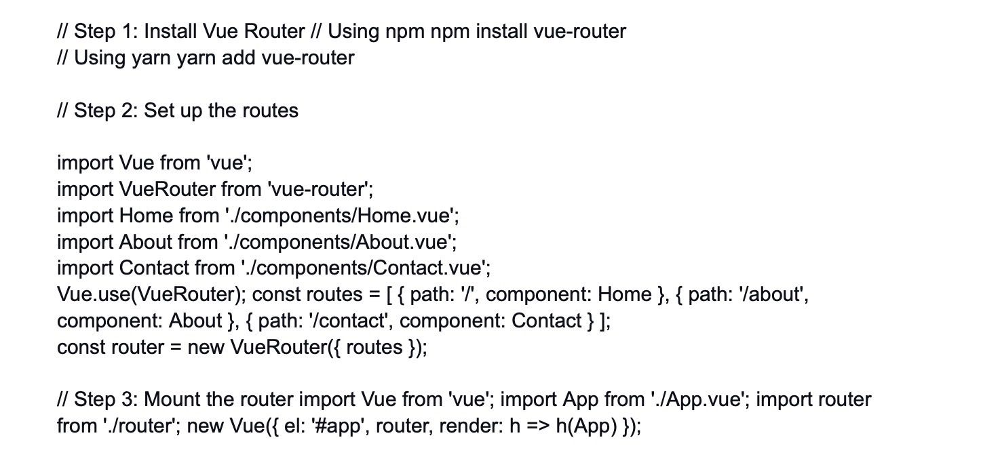 // Step 1: Install Vue Router // Using npm npm install vue-router
// Using yarn yarn add vue-router
// Step 2: Set up the routes
import Vue from 'vue';
import VueRouter from 'vue-router';
import Home from './components/Home.vue';
import About from './components/About.vue';
import Contact from './components/Contact.vue';
Vue.use(VueRouter); const routes = [ { path: '/', component: Home }, { path: '/about',
component: About }, { path: '/contact', component: Contact } ];
const router = new VueRouter({ routes });
// Step 3: Mount the router import Vue from 'vue'; import App from './App.vue'; import router
from './router'; new Vue({ el: '#app', router, render: h => h(App) });